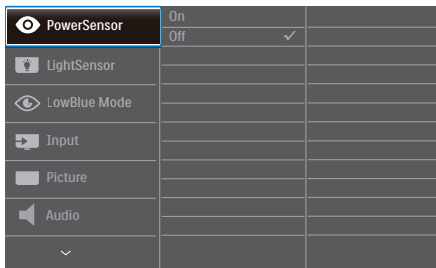 PowerSensor
On
Off
LightSensor
LowBlue Mode
Input
Picture
Audio